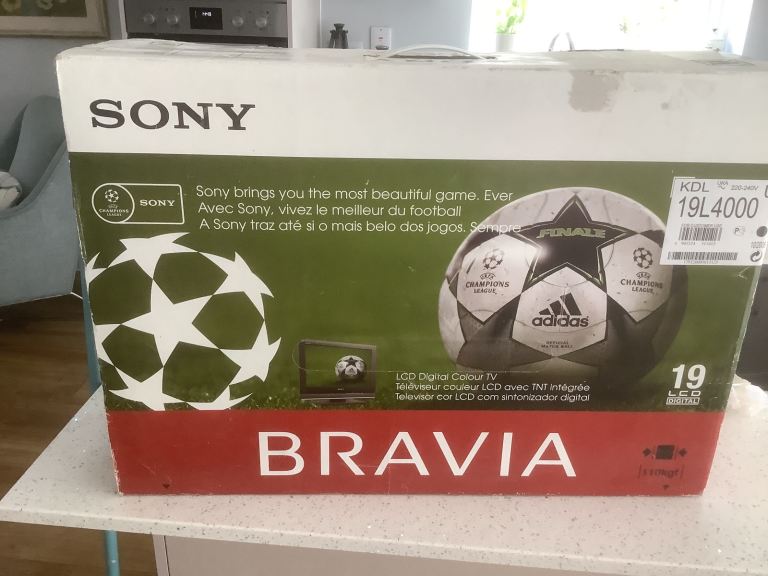 SONY
UEFA
CHAMPIONS
LEAGUE
SONY
Sony brings you the most beautiful game. Ever
Avec Sony, vivez le meilleur du football
A Sony traz até si o mais belo dos jogos. Sempre
KDL UKA 220-240V U
19L4000
FINALE
UEFA
CHAMPIONS
LEAGUE
UEFA
CHAMPIONS
LEAGUE
adidas
OFFICIAL
MATCH BALL
LCD Digital Colour TV
Téléviseur couleur LCD avec TNT intégrée
Televisor cor LCD com sintonizador digital
19
LCD
DIGITAL
BRAVIA